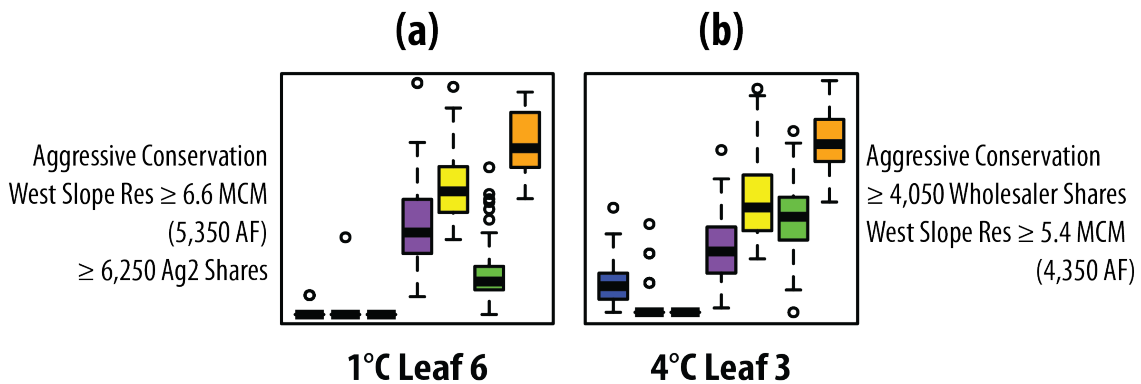 (a)
(b)
Aggressive Conservation
West Slope Res ≥ 6.6 MCM
(5,350 AF)
≥ 6,250 Ag2 Shares
Aggressive Conservation
≥ 4,050 Wholesaler Shares
West Slope Res ≥ 5.4 MCM
(4,350 AF)
1°C Leaf 6
4°C Leaf 3